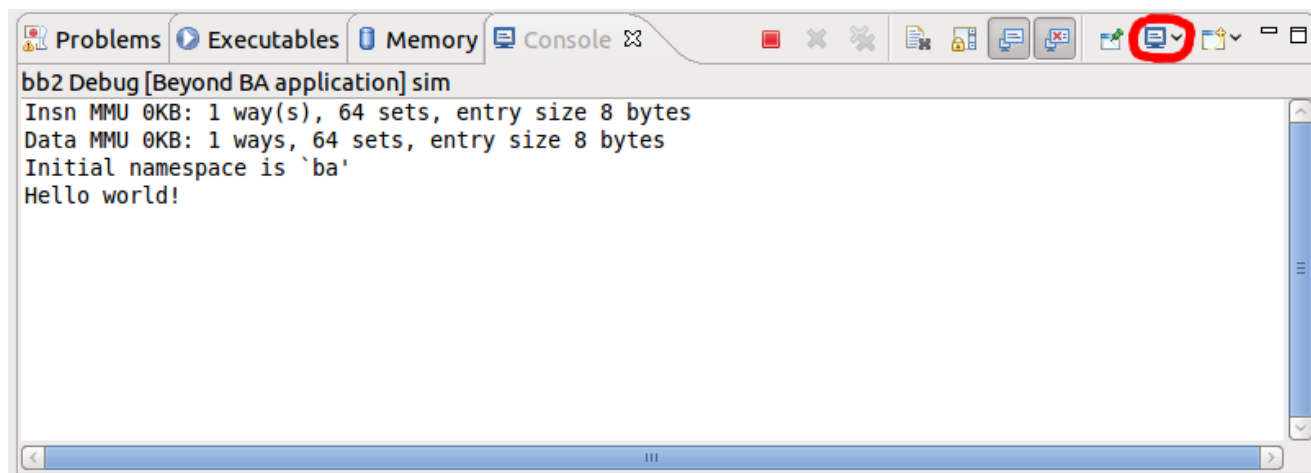 Problems Executables Memory Console
bb2 Debug [Beyond BA application] sim
Insn MMU 0KB: 1 way(s), 64 sets, entry size 8 bytes
Data MMU 0KB: 1 ways, 64 sets, entry size 8 bytes
Initial namespace is `ba'
Hello world!